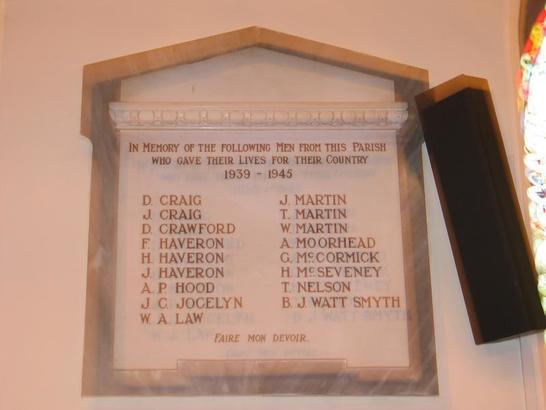 IN MEMORY OF THE FOLLOWING MEN FROM THIS PARISH
WHO GAVE THEIR LIVES FOR THEIR COUNTRY
1939 - 1945
D. CRAIG
J. CRAIG
D. CRAWFORD
F. HAVERON
H. HAVERON
J. HAVERON
A. P. HOOD
J. C. JOCELYN
W. A. LAW
J. MARTIN
T. MARTIN
W. MARTIN
A. MOORHEAD
G. McCORMICK
H. McSEVENEY
T. NELSON
B. J. WATT SMYTH
FAIRE MON DEVOIR.